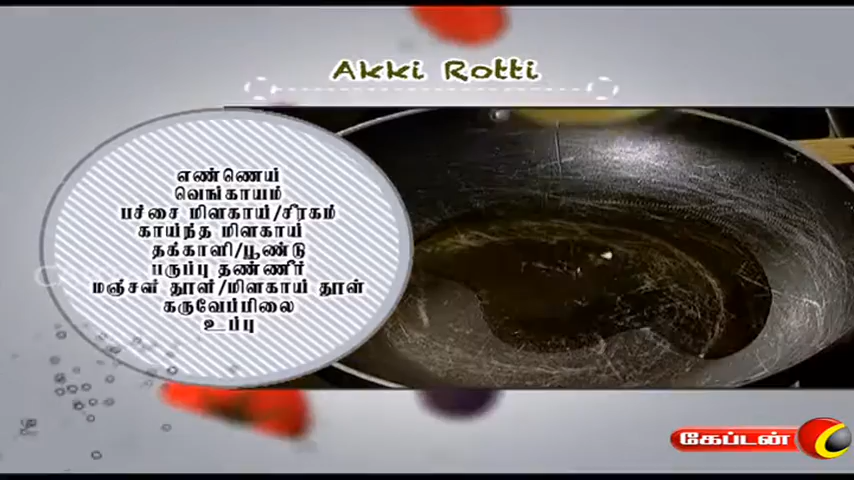 Akki Rotti
எண்ணெய்
வெங்காயம்
பச்சை மிளகாய்/சீரகம்
காய்ந்த மிளகாய்
தக்காளி/பூண்டு
பருப்பு தண்ணீர்
மஞ்சள் தூள்/மிளகாய் தூள்
கருவேப்பிலை
உப்பு
கேப்டன்